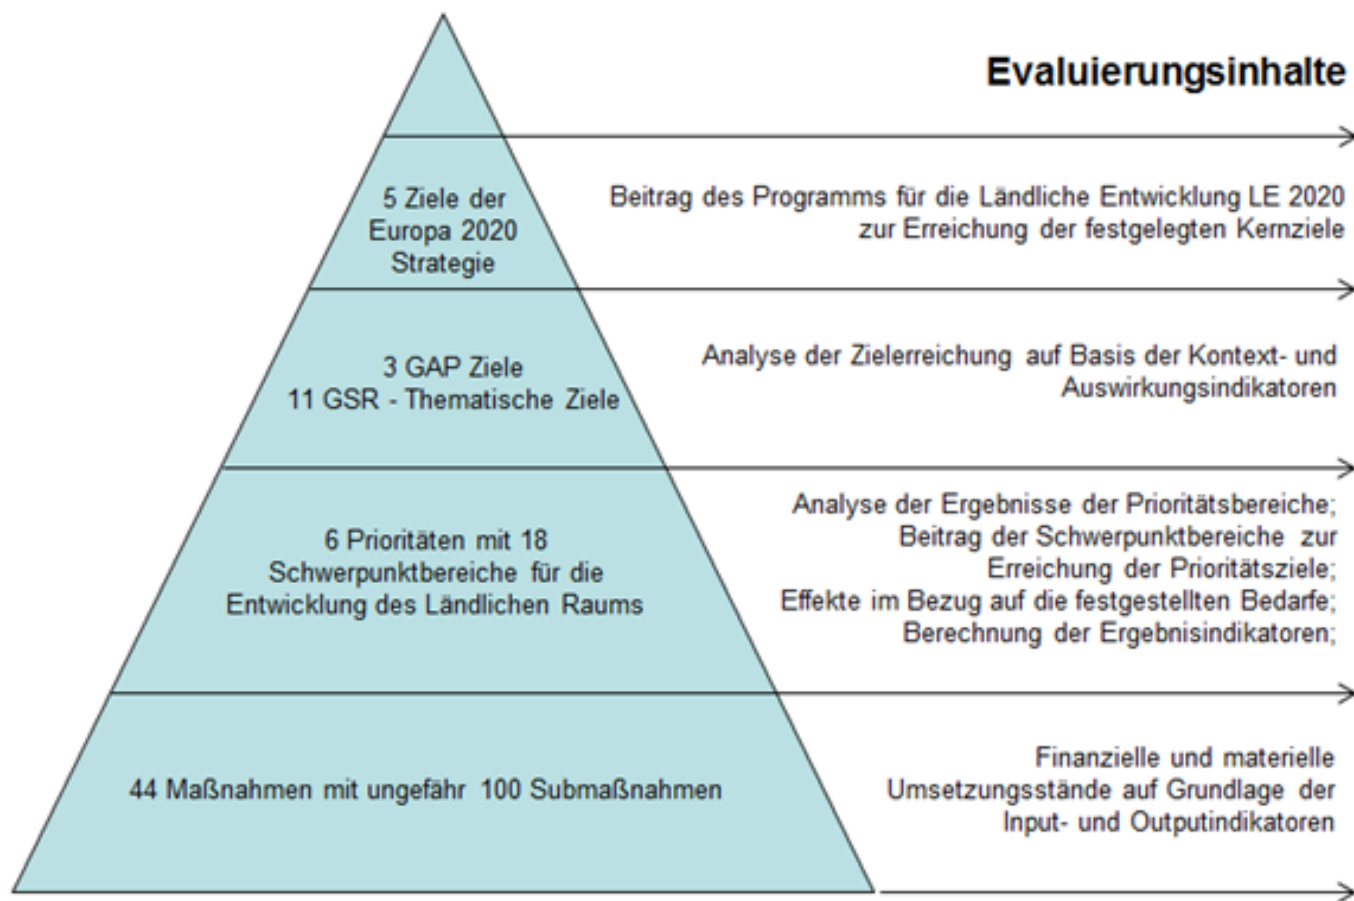 Evaluierungsinhalte
5 Ziele der
Europa 2020
Strategie
Beitrag des Programms für die Ländliche Entwicklung LE 2020
zur Erreichung der festgelegten Kernziele
3 GAP Ziele
11 GSR - Thematische Ziele
Analyse der Zielerreichung auf Basis der Kontext- und
Auswirkungsindikatoren
6 Prioritäten mit 18
Schwerpunktbereiche für die
Entwicklung des Ländlichen Raums
Analyse der Ergebnisse der Prioritätsbereiche;
Beitrag der Schwerpunktbereiche zur
Erreichung der Prioritätsziele;
Effekte im Bezug auf die festgestellten Bedarfe;
Berechnung der Ergebnisindikatoren;
44 Maßnahmen mit ungefähr 100 Submaßnahmen
Finanzielle und materielle
Umsetzungsstände auf Grundlage der
Input- und Outputindikatoren